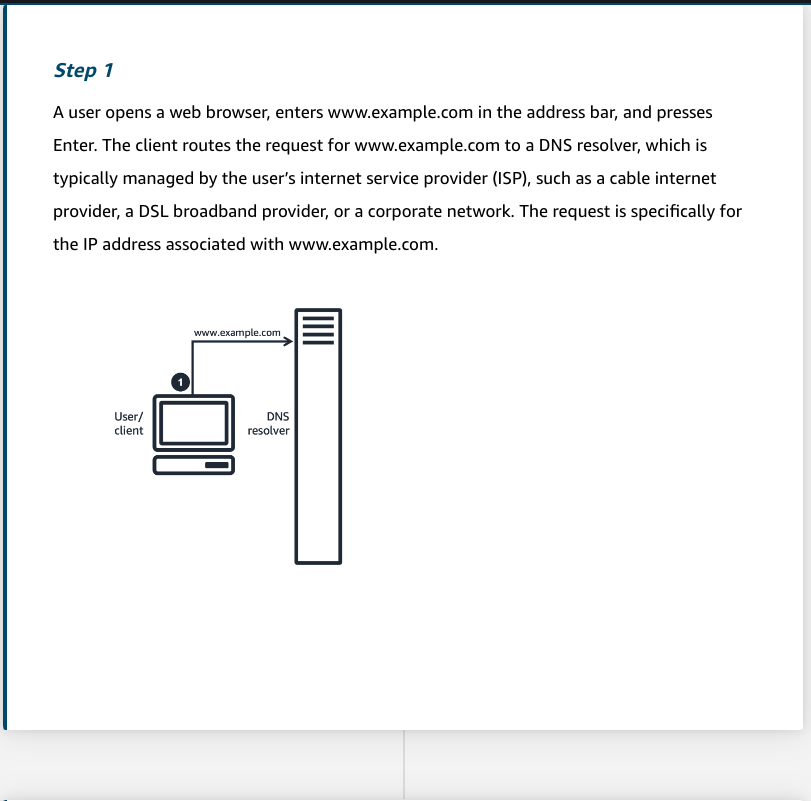 Step 1
A user opens a web browser, enters www.example.com in the address bar, and presses
Enter. The client routes the request for www.example.com to a DNS resolver, which is
typically managed by the user’s internet service provider (ISP), such as a cable internet
provider, a DSL broadband provider, or a corporate network. The request is specifically for
the IP address associated with www.example.com.
www.example.com
1
User/
client
DNS
resolver